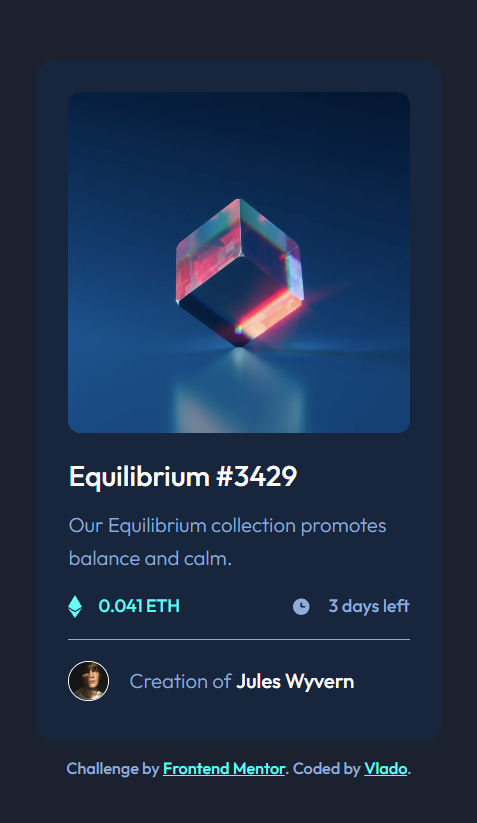 Equilibrium #3429
Our Equilibrium collection promotes
balance and calm.
0.041 ETH
3 days left
Creation of Jules Wyvern
Challenge by Frontend Mentor. Coded by Vlado.